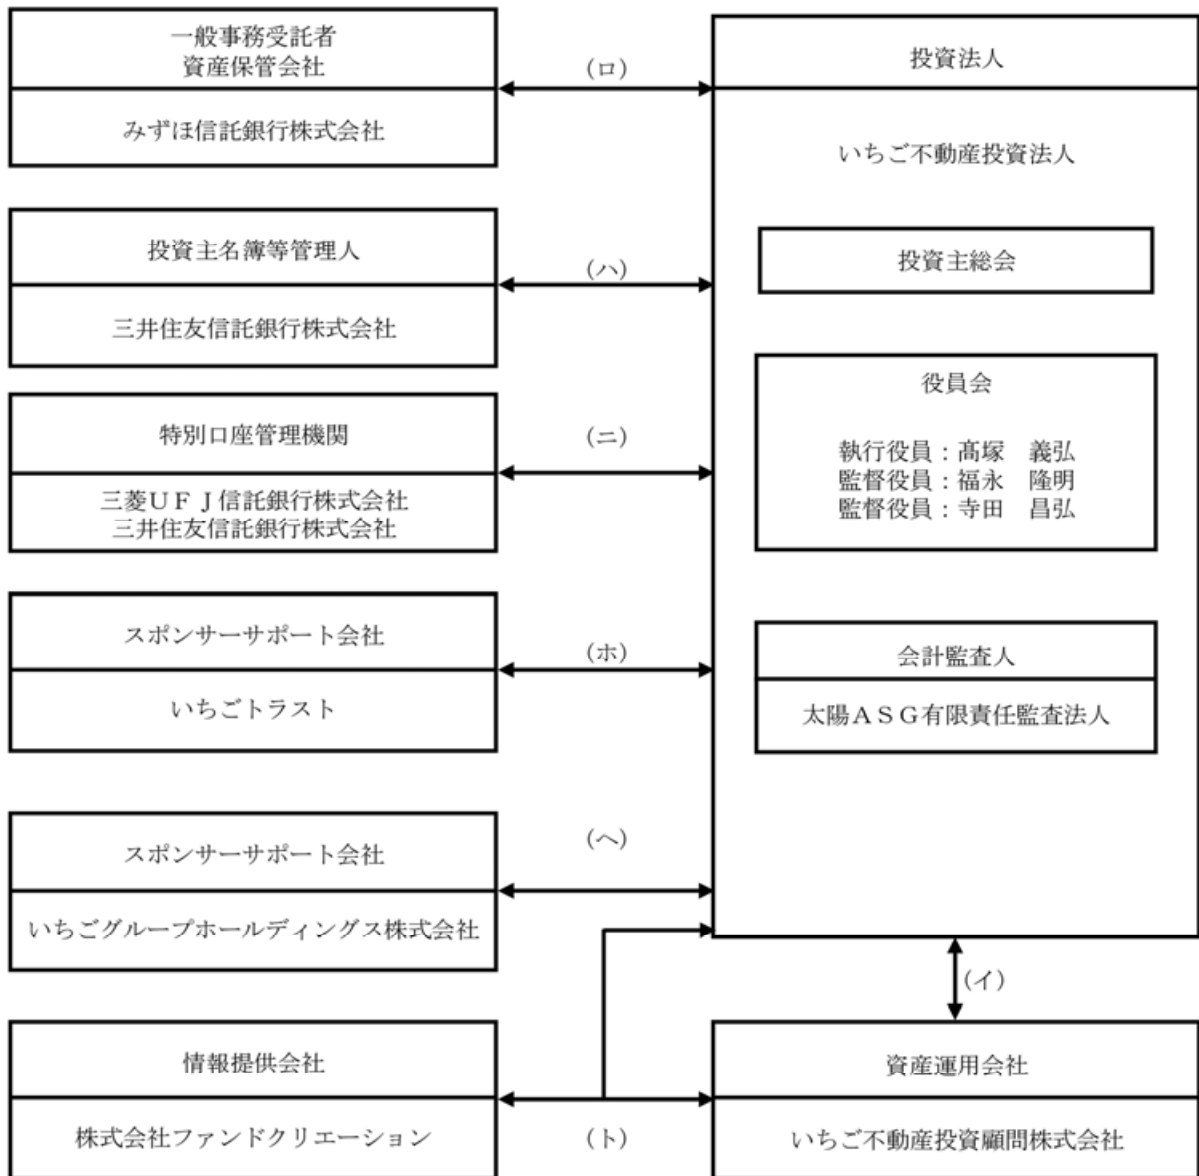 一般事務受託者
資産保管会社
みずほ信託銀行株式会社
(ロ)
投資主名簿等管理人
三井住友信託銀行株式会社
(ハ)
特別口座管理機関
三菱UFJ信託銀行株式会社
三井住友信託銀行株式会社
(ニ)
スポンサーサポート会社
いちごトラスト
(ホ)
スポンサーサポート会社
いちごグループホールディングス株式会社
(ヘ)
情報提供会社
株式会社ファンドクリエーション
(ト)
投資法人
いちご不動産投資法人
投資主総会
役員会
執行役員:髙塚 義弘
監督役員:福永 隆明
監督役員:寺田 昌弘
会計監査人
太陽ASG有限責任監査法人
(イ)
資産運用会社
いちご不動産投資顧問株式会社